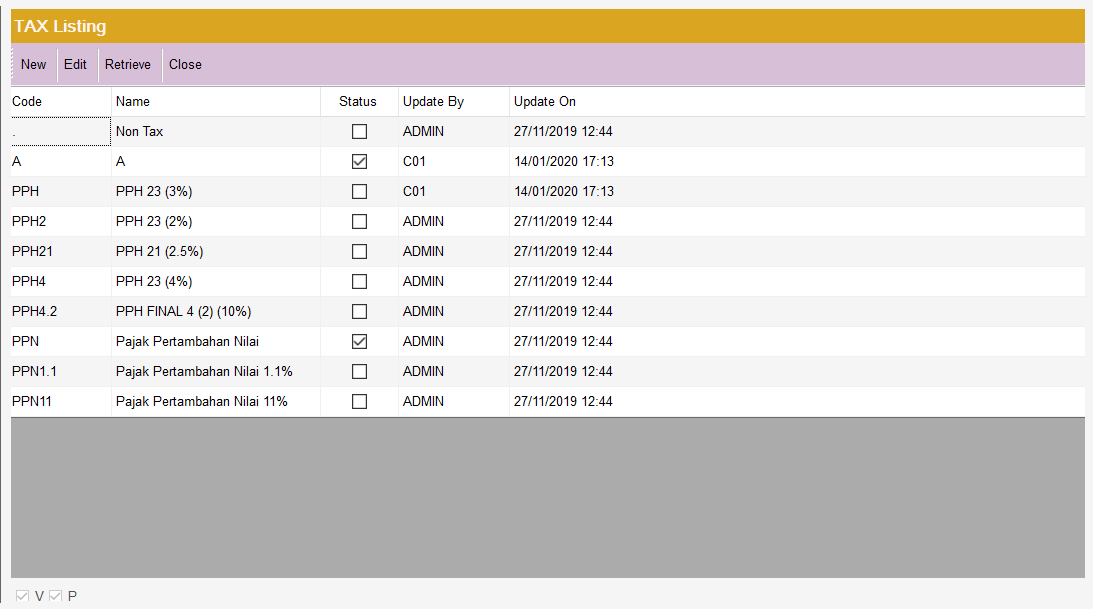 TAX Listing
New Edit Retrieve Close
Code Name Status Update By Update On
. Non Tax ADMIN 27/11/2019 12:44
A A C01 14/01/2020 17:13
PPH PPH 23 (3%) C01 14/01/2020 17:13
PPH2 PPH 23 (2%) ADMIN 27/11/2019 12:44
PPH21 PPH 21 (2.5%) ADMIN 27/11/2019 12:44
PPH4 PPH 23 (4%) ADMIN 27/11/2019 12:44
PPH4.2 PPH FINAL 4 (2) (10%) ADMIN 27/11/2019 12:44
PPN Pajak Pertambahan Nilai ADMIN 27/11/2019 12:44
PPN1.1 Pajak Pertambahan Nilai 1.1% ADMIN 27/11/2019 12:44
PPN11 Pajak Pertambahan Nilai 11% ADMIN 27/11/2019 12:44
V P